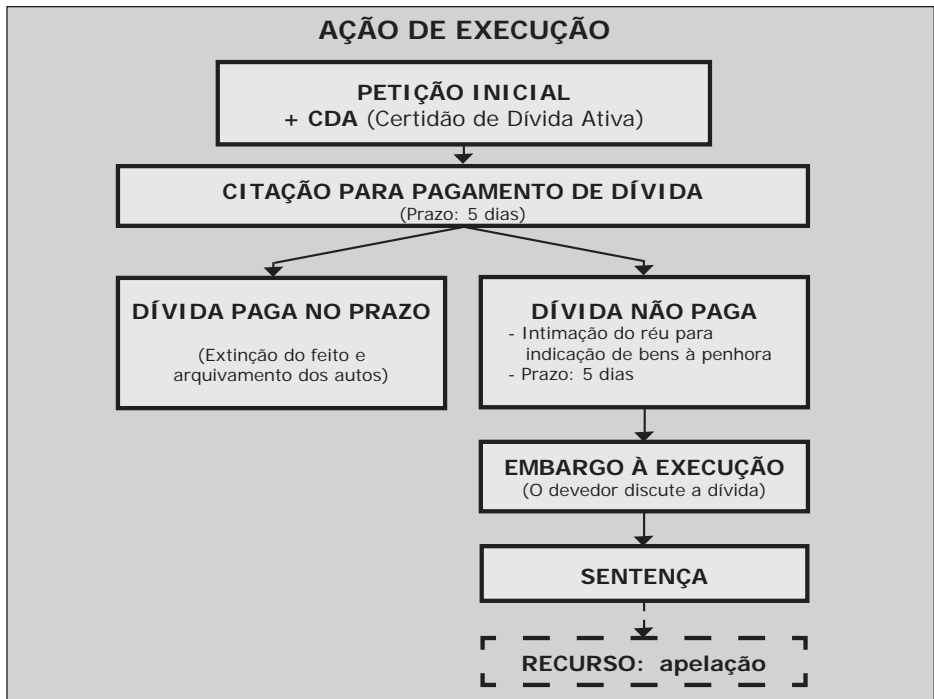 AÇÃO DE EXECUÇÃO
PETIÇÃO INICIAL
+ CDA (Certidão de Dívida Ativa)
CITAÇÃO PARA PAGAMENTO DE DÍVIDA
(Prazo: 5 dias)
DÍVIDA PAGA NO PRAZO
(Extinção do feito e
arquivamento dos autos)
DÍVIDA NÃO PAGA
- Intimação do réu para
indicação de bens à penhora
- Prazo: 5 dias
EMBARGO À EXECUÇÃO
(O devedor discute a dívida)
SENTENÇA
RECURSO: apelação